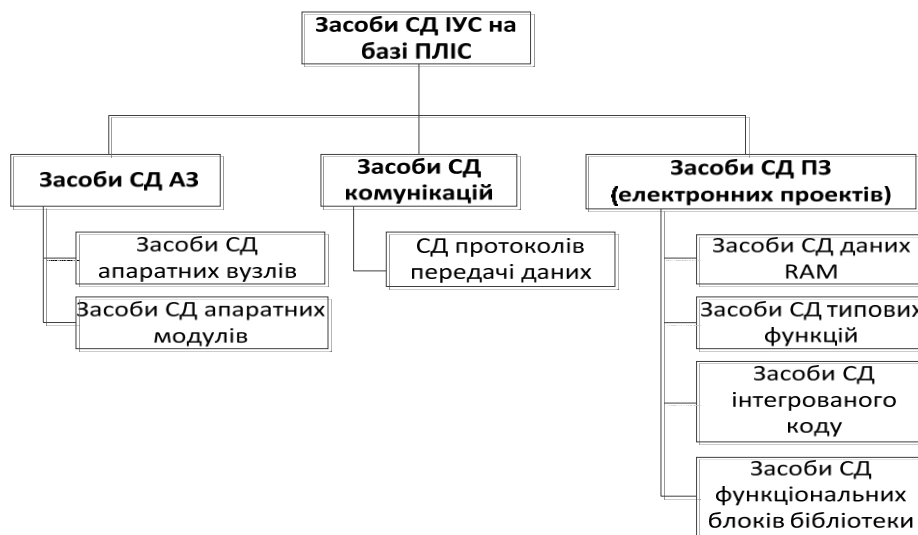 Засоби СД ІУС на
базі ПЛІС
Засоби СД АЗ
Засоби СД
апаратних вузлів
Засоби СД апаратних
модулів
Засоби СД
комунікацій
СД протоколів
передачі даних
Засоби СД ПЗ
(електронних проектів)
Засоби СД даних
RAM
Засоби СД типових
функцій
Засоби СД
інтегрованого
коду
Засоби СД
функціональних
блоків бібліотеки